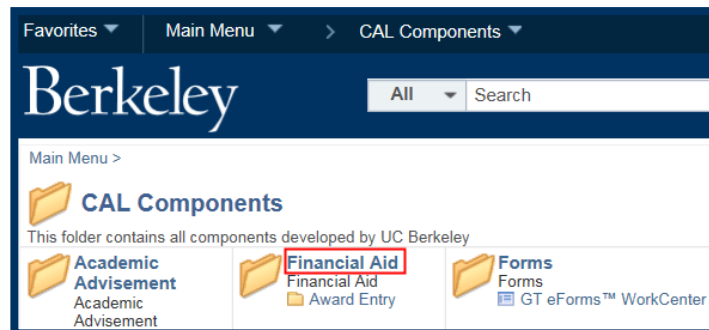 Favorites Main Menu > CAL Components
Berkeley All Search
Main Menu >
CAL Components
This folder contains all components developed by UC Berkeley
Academic
Advisement
Academic
Advisement
Financial Aid
Financial Aid
Award Entry
Forms
Forms
GT eForms™ WorkCenter